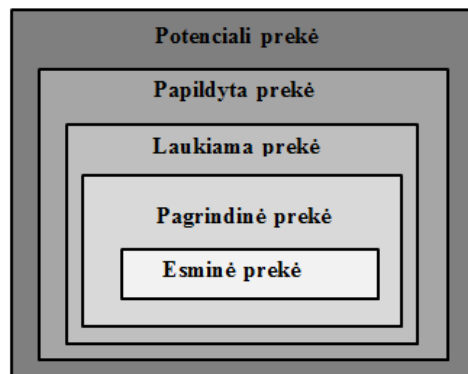 Potenciali prekė
Papildyta prekė
Laukiama prekė
Pagrindinė prekė
Esminė prekė